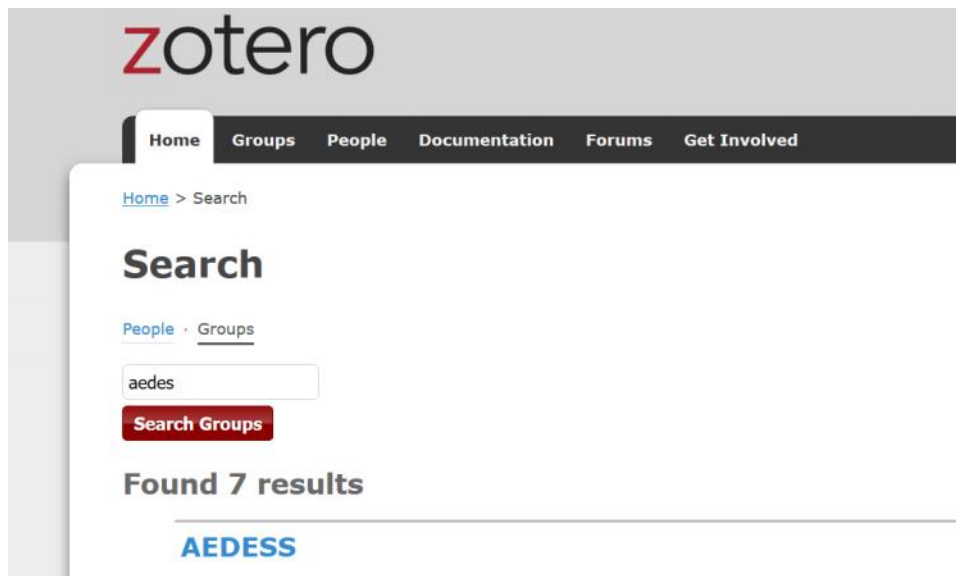 zotero
Home Groups People Documentation Forums Get Involved
Home > Search
Search
People · Groups
aedes
Search Groups
Found 7 results
AEDESS